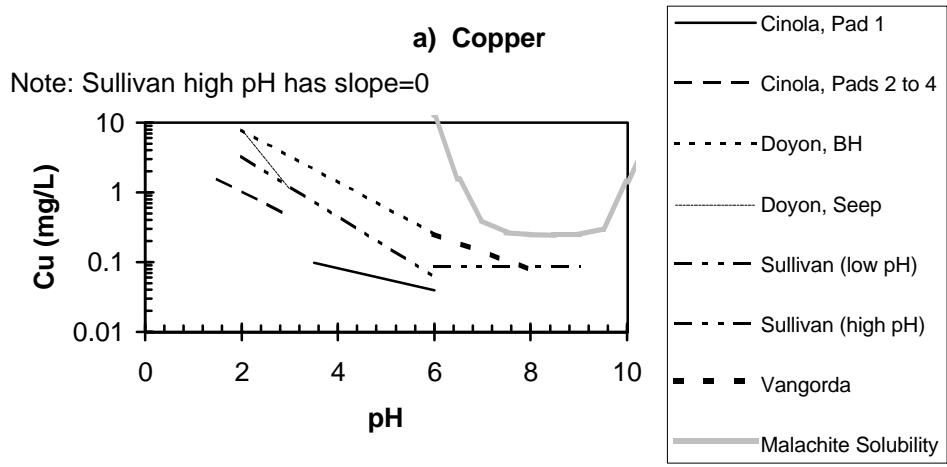 a) Copper
Note: Sullivan high pH has slope=0
10
1
0.1
0.01
Cu (mg/L)
0
2
4
6
8
10
pH
Cinola, Pad 1
Cinola, Pads 2 to 4
Doyon, BH
Doyon, Seep
Sullivan (low pH)
Sullivan (high pH)
Vangorda
Malachite Solubility